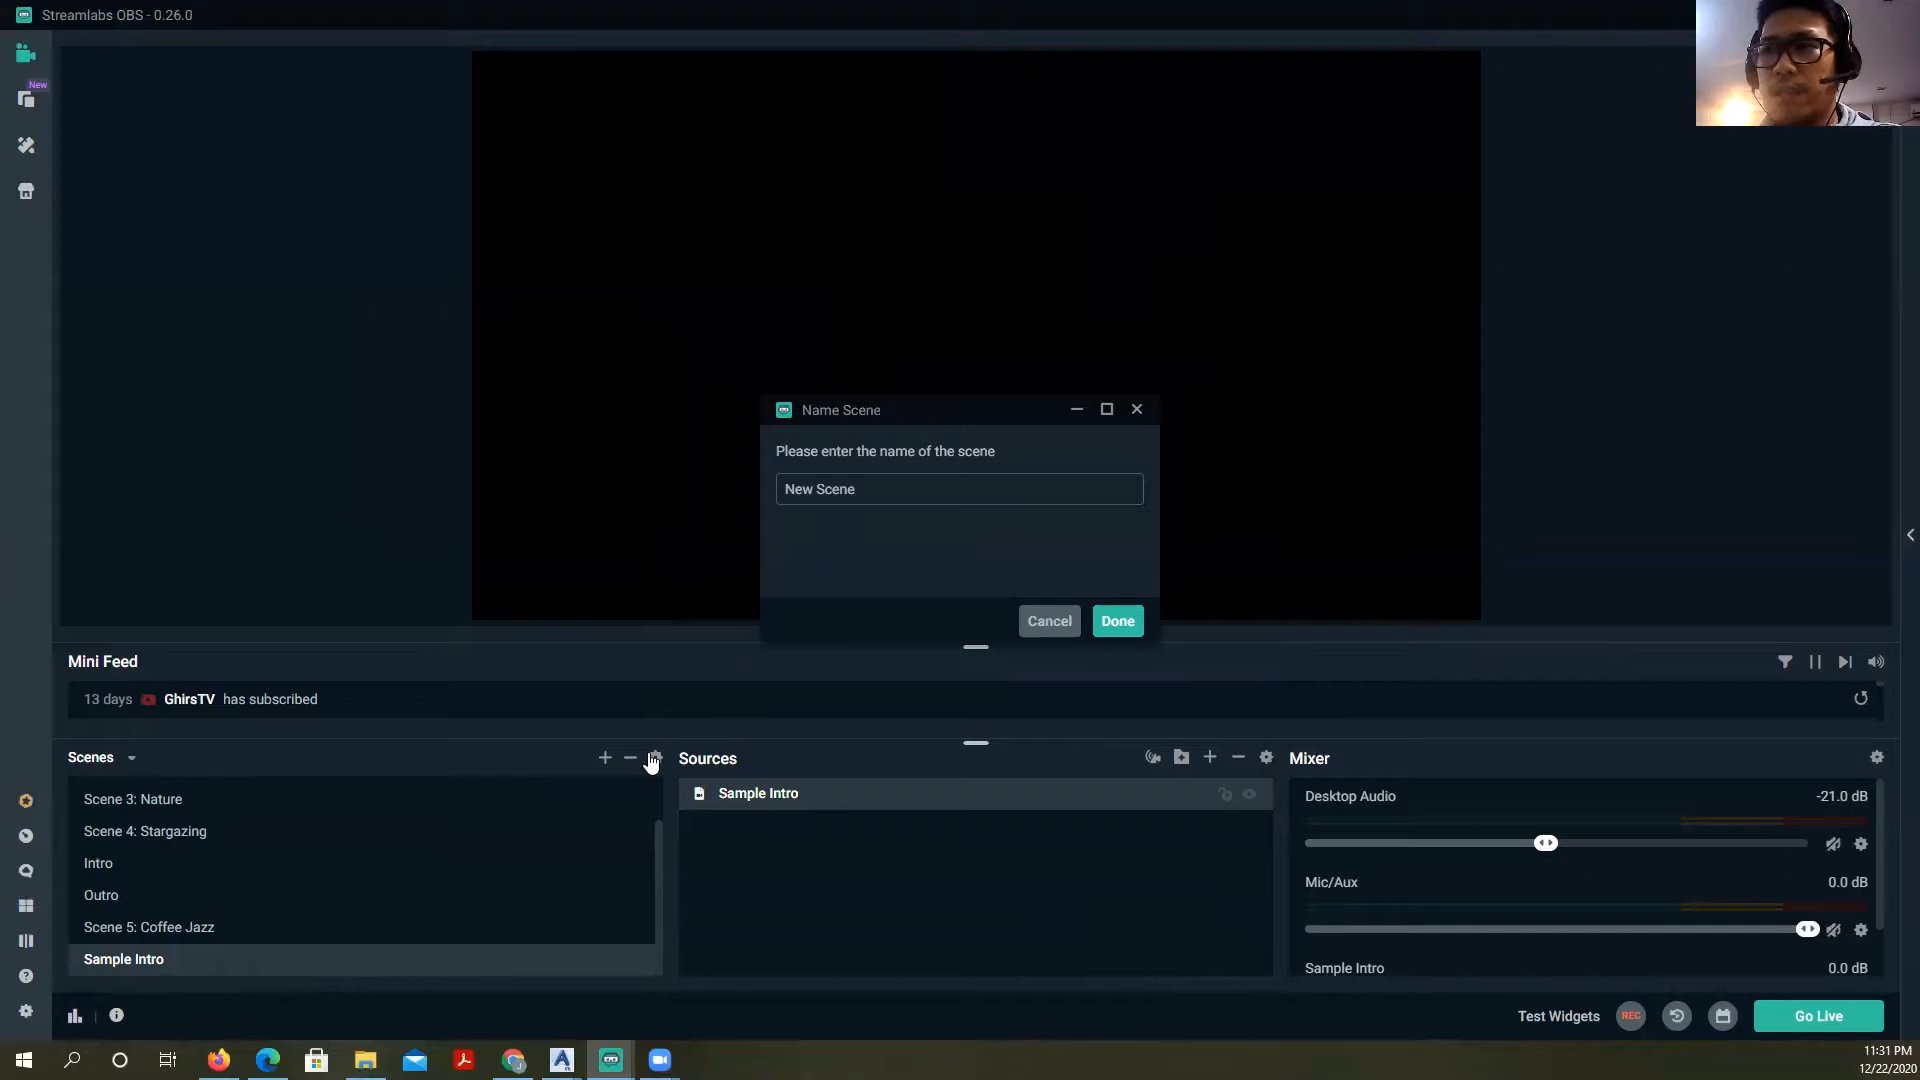 Streamlabs OBS - 0.26.0
New
Name Scene
Please enter the name of the scene
New Scene
Cancel
Done
Mini Feed
13 days GhirsTV has subscribed
Scenes
Scene 3: Nature
Scene 4: Stargazing
Intro
Outro
Scene 5: Coffee Jazz
Sample Intro
Sources
Sample Intro
Mixer
Desktop Audio -21.0 dB
Mic/Aux 0.0 dB
Sample Intro 0.0 dB
Test Widgets
REC
Go Live
11:31 PM
12/22/2020